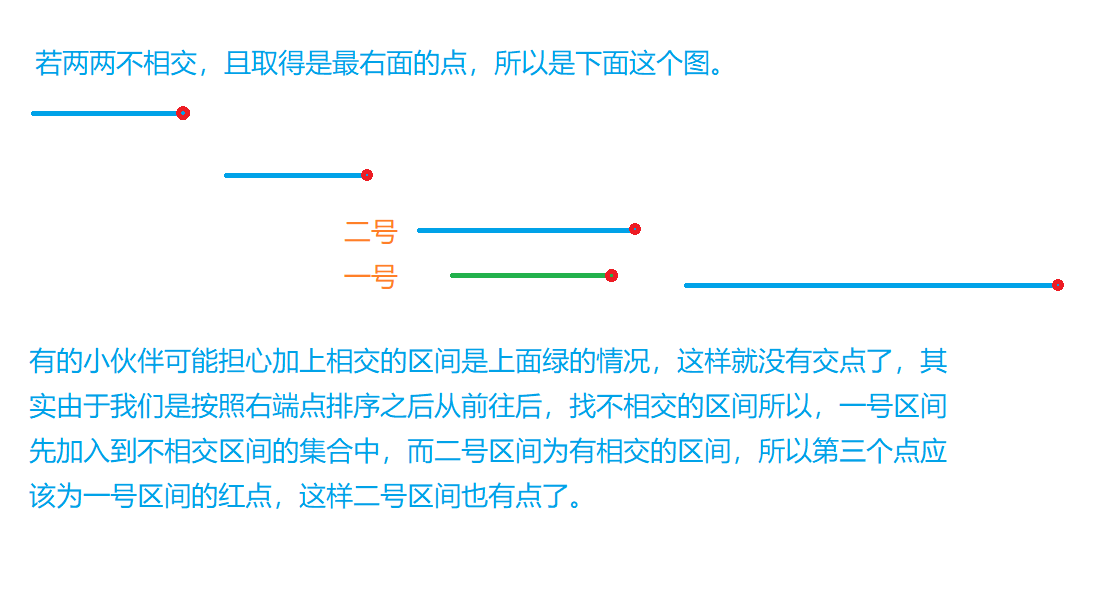 若两两不相交，且取得是最右面的点，所以是下面这个图。
二号
一号
有的小伙伴可能担心加上相交的区间是上面绿的情况，这样就没有交点了，其
实由于我们是按照右端点排序之后从前往后，找不相交的区间所以，一号区间
先加入到不相交区间的集合中，而二号区间为有相交的区间，所以第三个点应
该为一号区间的红点，这样二号区间也有点了。